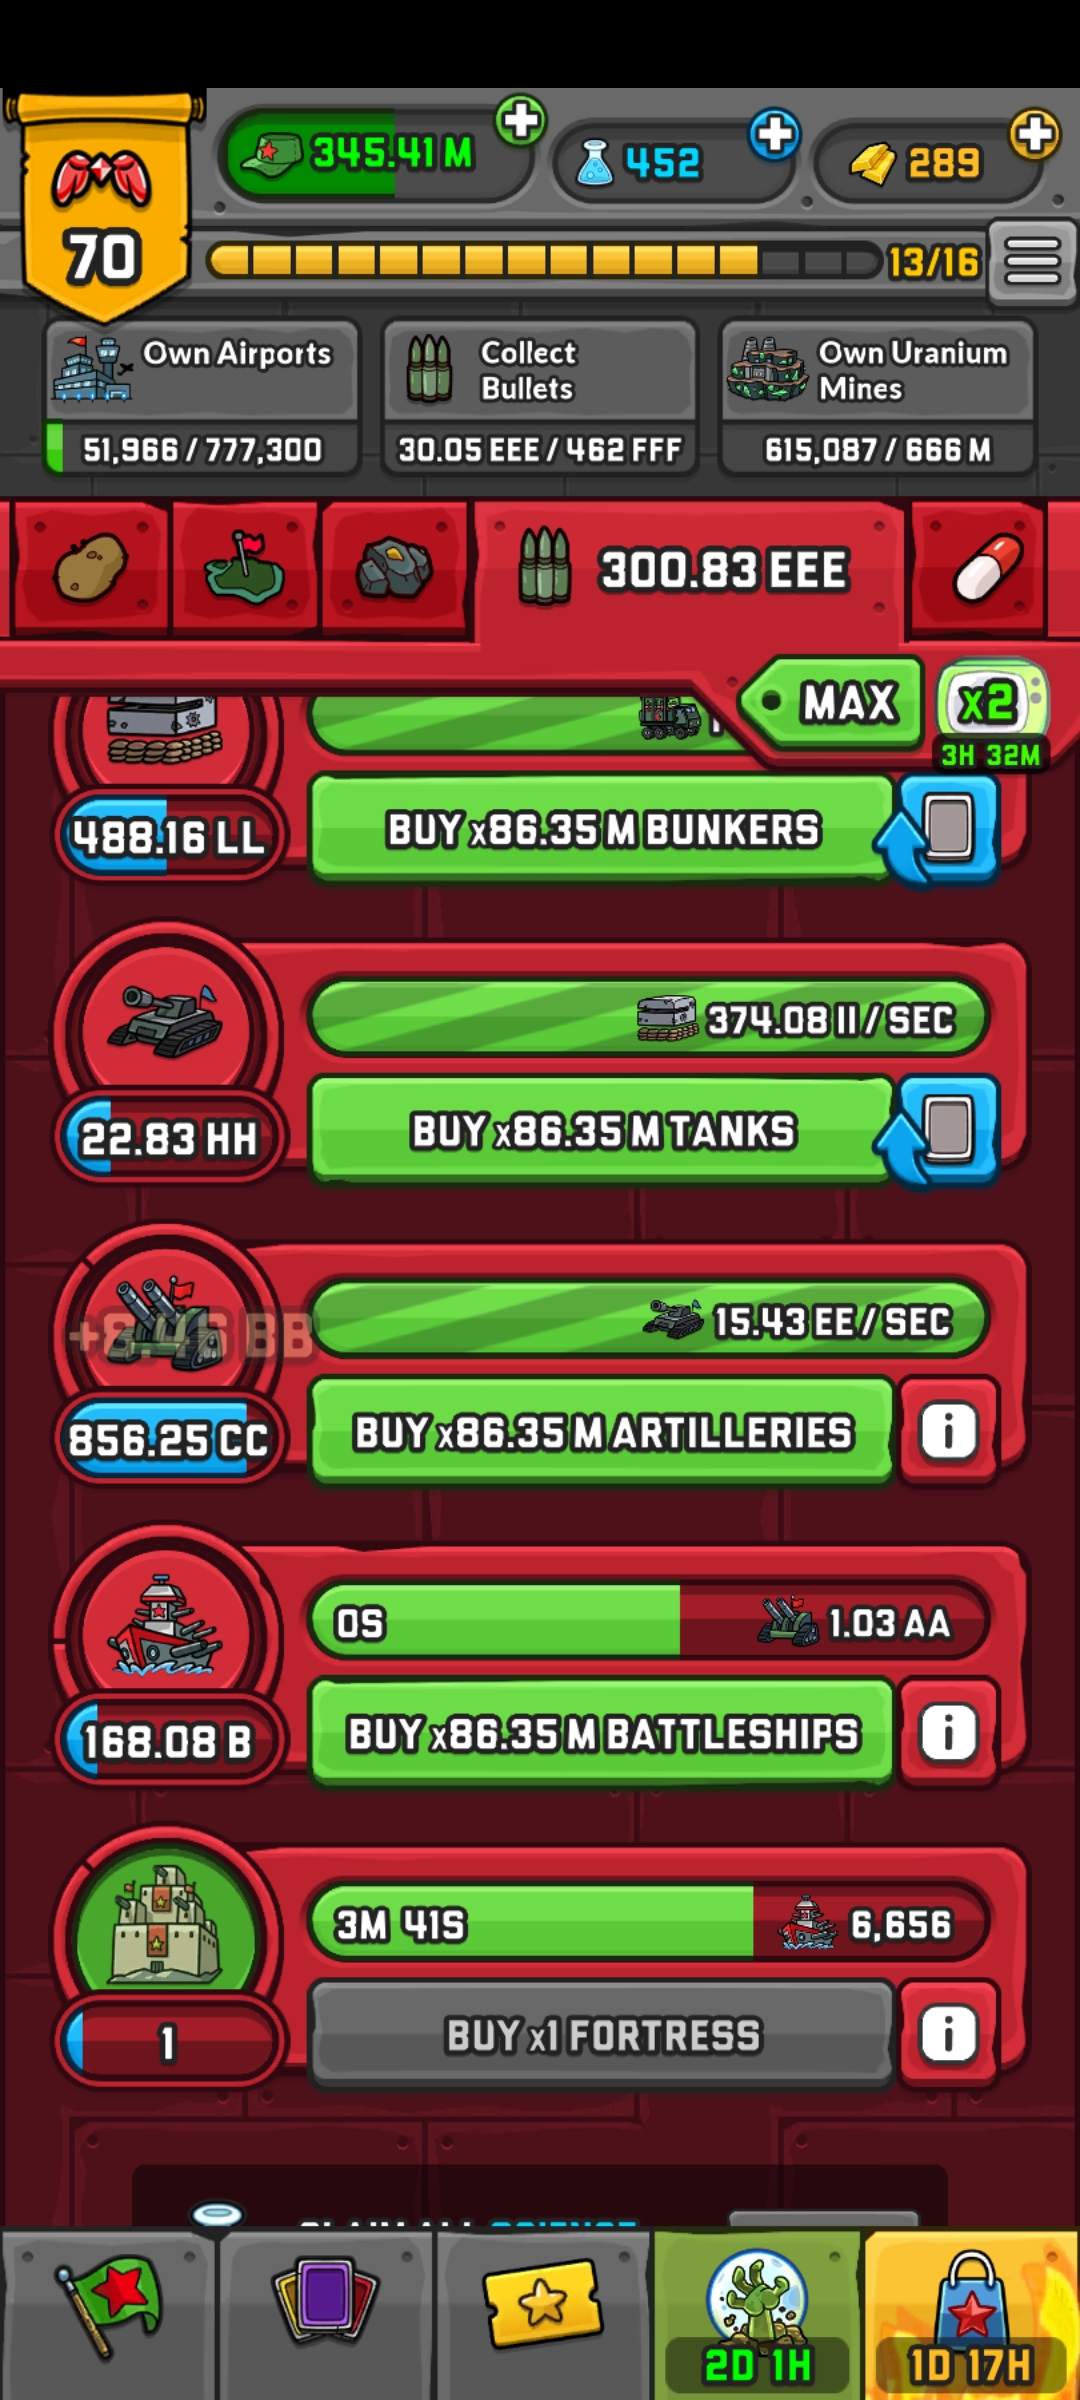 345.41 M
452
289
70
13/16
Own Airports
51,966 / 777,300
Collect
Bullets
30.05 EEE / 462 FFF
Own Uranium
Mines
615,087 / 666 M
300.83 EEE
MAX
x2
3H 32M
488.16 LL
BUY x86.35 M BUNKERS
374.08 II / SEC
22.83 HH
BUY x86.35 M TANKS
15.43 EE / SEC
856.25 CC
BUY x86.35 M ARTILLERIES
0S
1.03 AA
168.08 B
BUY x86.35 M BATTLESHIPS
3M 41S
6,656
1
BUY x1 FORTRESS
CLAIM ALL SCIENCE
2D 1H
1D 17H